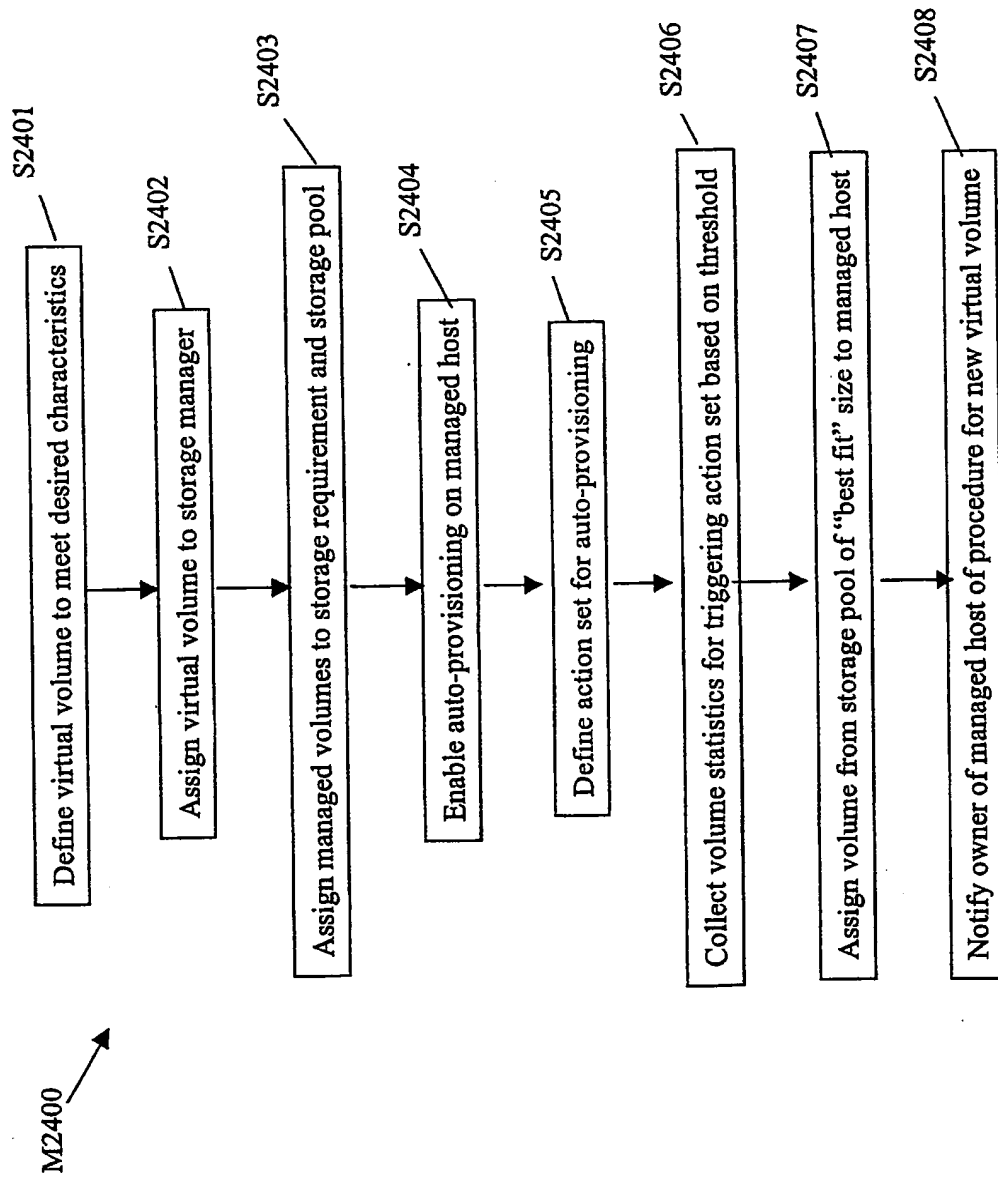 M2400
Define virtual volume to meet desired characteristics
S2401
Assign virtual volume to storage manager
S2402
Assign managed volumes to storage requirement and storage pool
S2403
Enable auto-provisioning on managed host
S2404
Define action set for auto-provisioning
S2405
Collect volume statistics for triggering action set based on threshold
S2406
Assign volume from storage pool of “best fit” size to managed host
S2407
Notify owner of managed host of procedure for new virtual volume
S2408